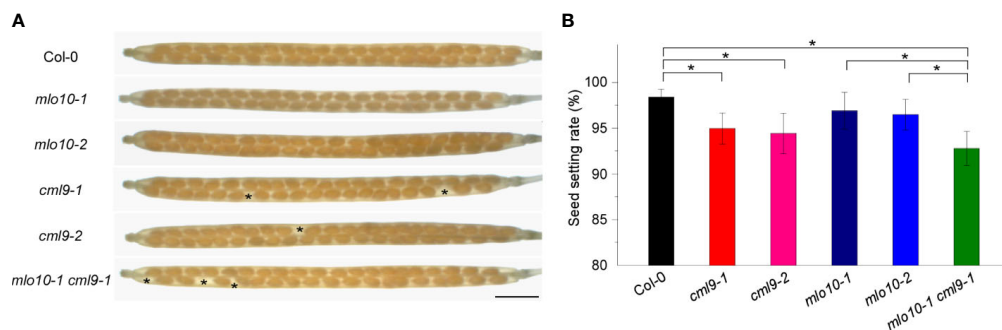 A
Col-0
mlo10-1
mlo10-2
cml9-1
* *
cml9-2
*
mlo10-1 cml9-1
* * *
B
*
* * * *
Seed setting rate (%)
100
95
90
85
80
Col-0
cml9-1
cml9-2
mlo10-1
mlo10-2
mlo10-1 cml9-1